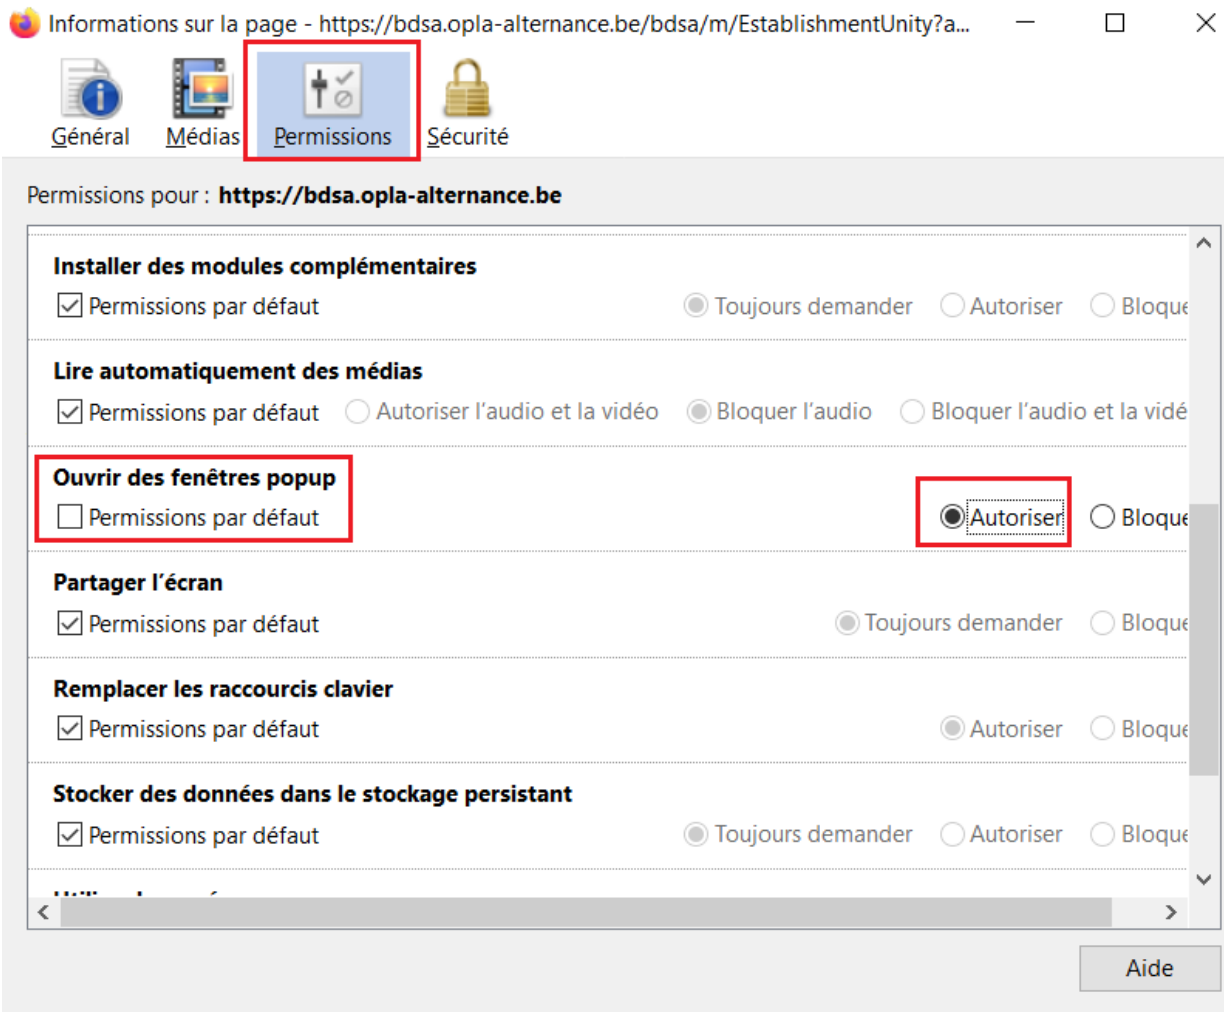 Informations sur la page - https://bdsa.opla-alternance.be/bdsa/m/EstablishmentUnity?a...
Général Médias Permissions Sécurité
Permissions pour : https://bdsa.opla-alternance.be
Installer des modules complémentaires
Permissions par défaut Toujours demander Autoriser Bloque
Lire automatiquement des médias
Permissions par défaut Autoriser l'audio et la vidéo Bloquer l'audio Bloquer l'audio et la vidé
Ouvrir des fenêtres popup
Permissions par défaut Autoriser Bloque
Partager l'écran
Permissions par défaut Toujours demander Bloque
Remplacer les raccourcis clavier
Permissions par défaut Autoriser Bloque
Stocker des données dans le stockage persistant
Permissions par défaut Toujours demander Autoriser Bloque
Aide